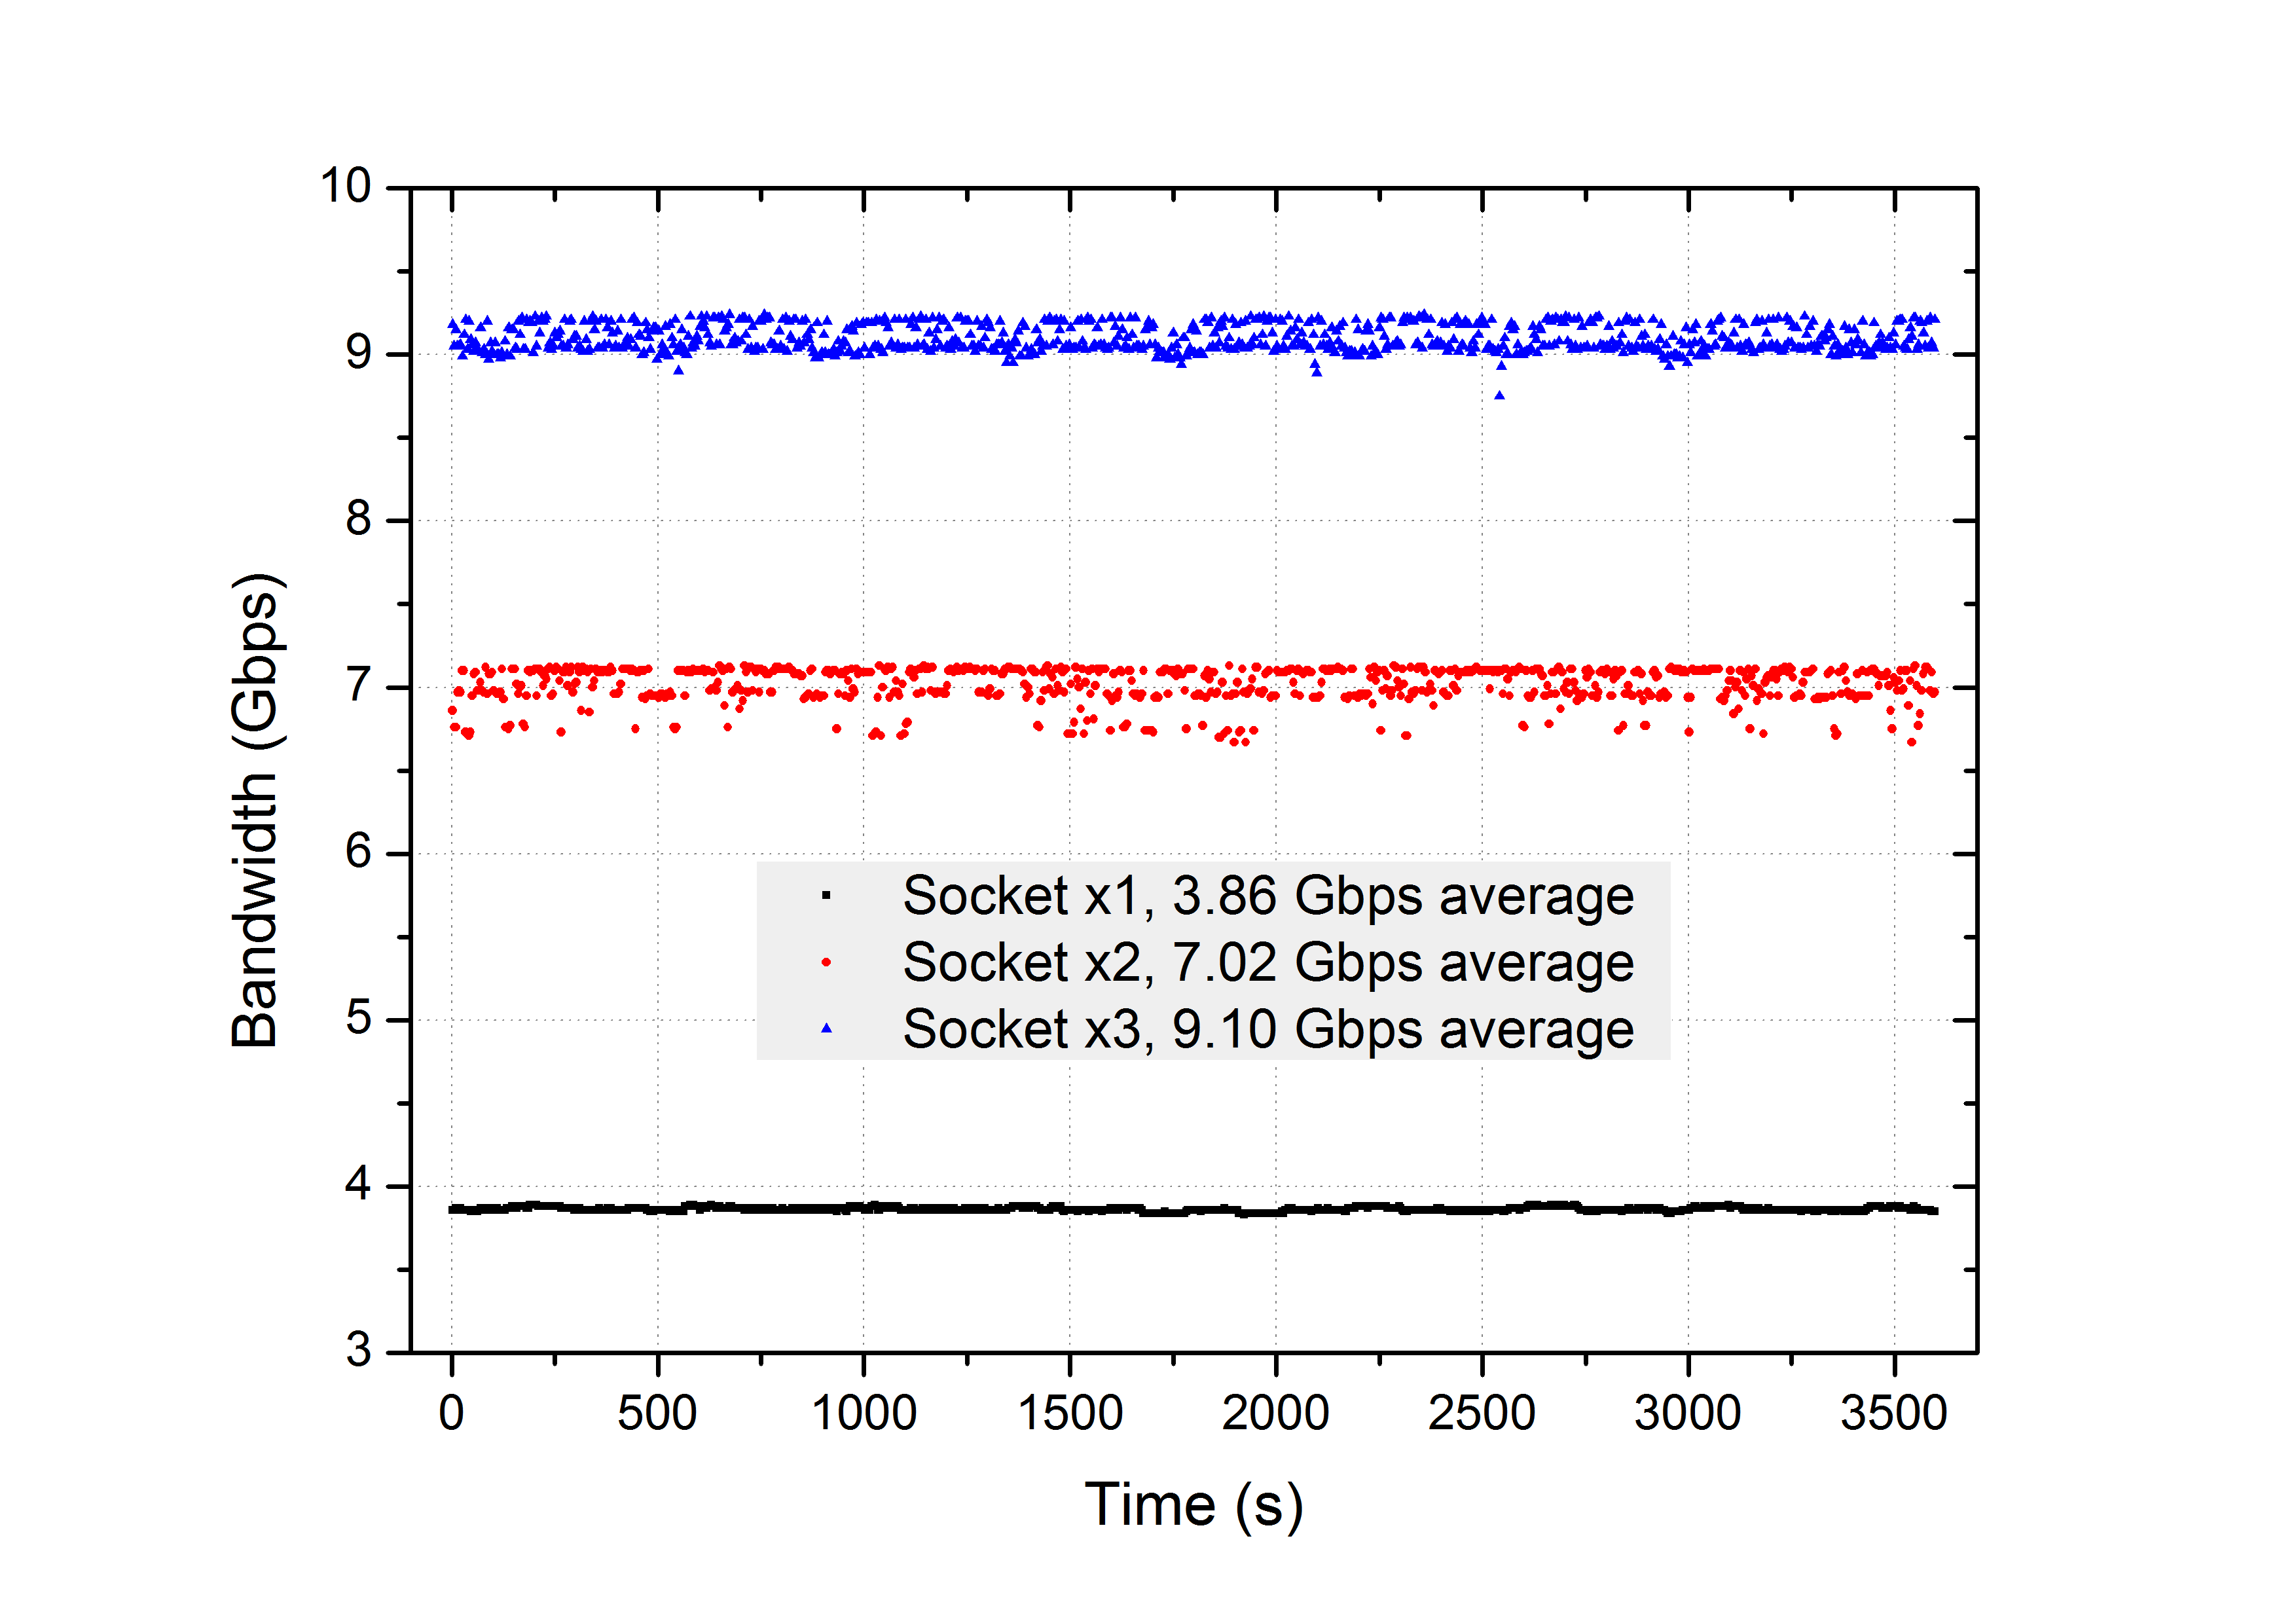 10
9
8
7
6
5
4
3
Bandwidth (Gbps)
Socket x1, 3.86 Gbps average
Socket x2, 7.02 Gbps average
Socket x3, 9.10 Gbps average
0 500 1000 1500 2000 2500 3000 3500
Time (s)